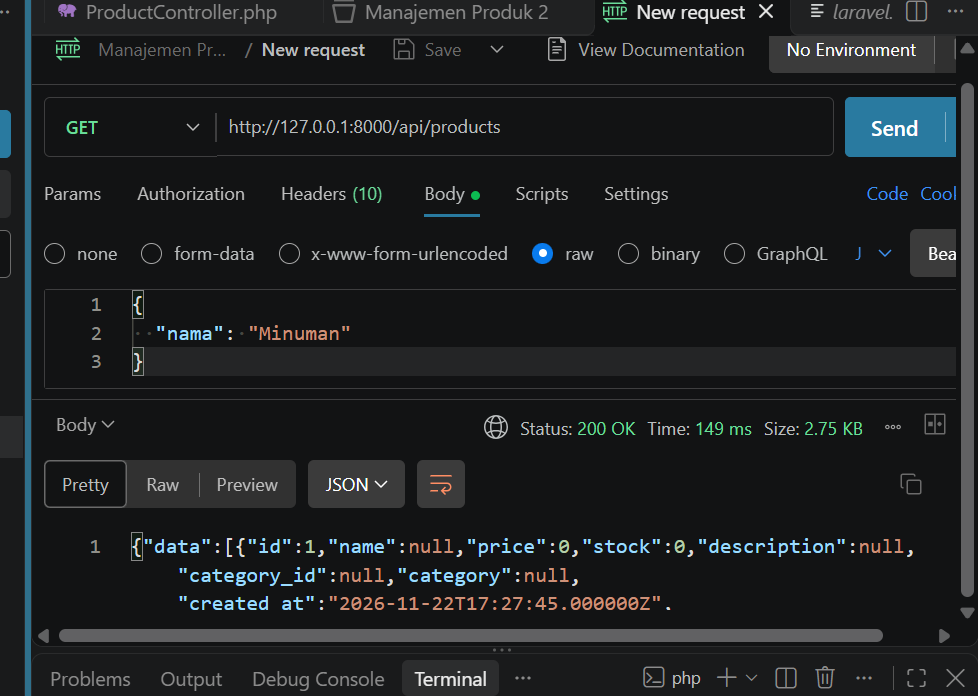 ProductController.php Manajemen Produk 2 New request laravel.
Manajemen Pr... / New request Save View Documentation No Environment
GET http://127.0.0.1:8000/api/products Send
Params Authorization Headers (10) Body Scripts Settings Code Cook
none form-data x-www-form-urlencoded raw binary GraphQL J Bea
1 {
2 "nama": "Minuman"
3 }
Body Status: 200 OK Time: 149 ms Size: 2.75 KB
Pretty Raw Preview JSON
1 {"data":[{"id":1,"name":null,"price":0,"stock":0,"description":null,
"category_id":null,"category":null,
"created at":"2026-11-22T17:27:45.000000Z".
Problems Output Debug Console Terminal ... php